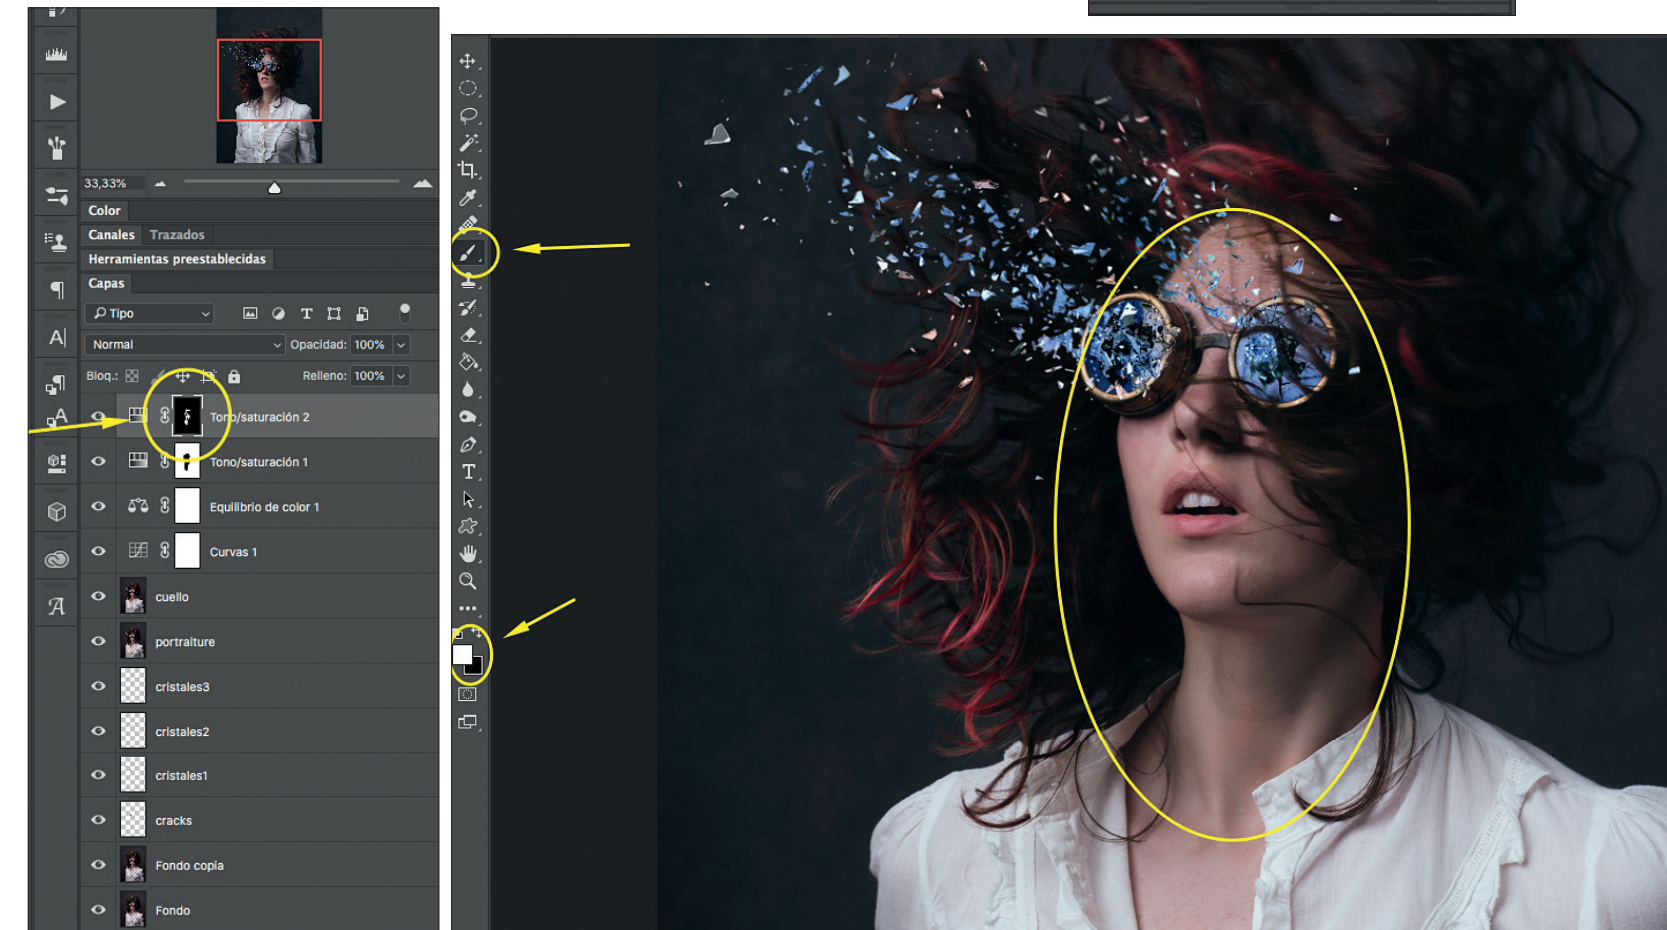 33,33%
Color
Canales Trazados
Herramientas preestablecidas
Capas
Tipo
Normal Opacidad: 100%
Bloq.: Relleno: 100%
Tono/saturación 2
Tono/saturación 1
Equilibrio de color 1
Curvas 1
cuello
portraiture
cristales3
cristales2
cristales1
cracks
Fondo copia
Fondo